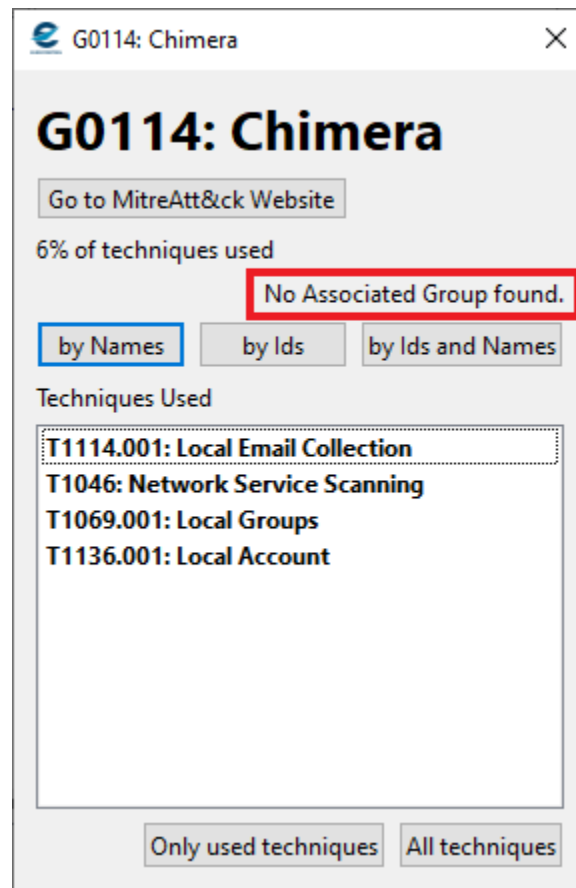 G0114: Chimera
G0114: Chimera
Go to MitreAtt&ck Website
6% of techniques used
No Associated Group found.
by Names by Ids by Ids and Names
Techniques Used
T1114.001: Local Email Collection
T1046: Network Service Scanning
T1069.001: Local Groups
T1136.001: Local Account
Only used techniques All techniques